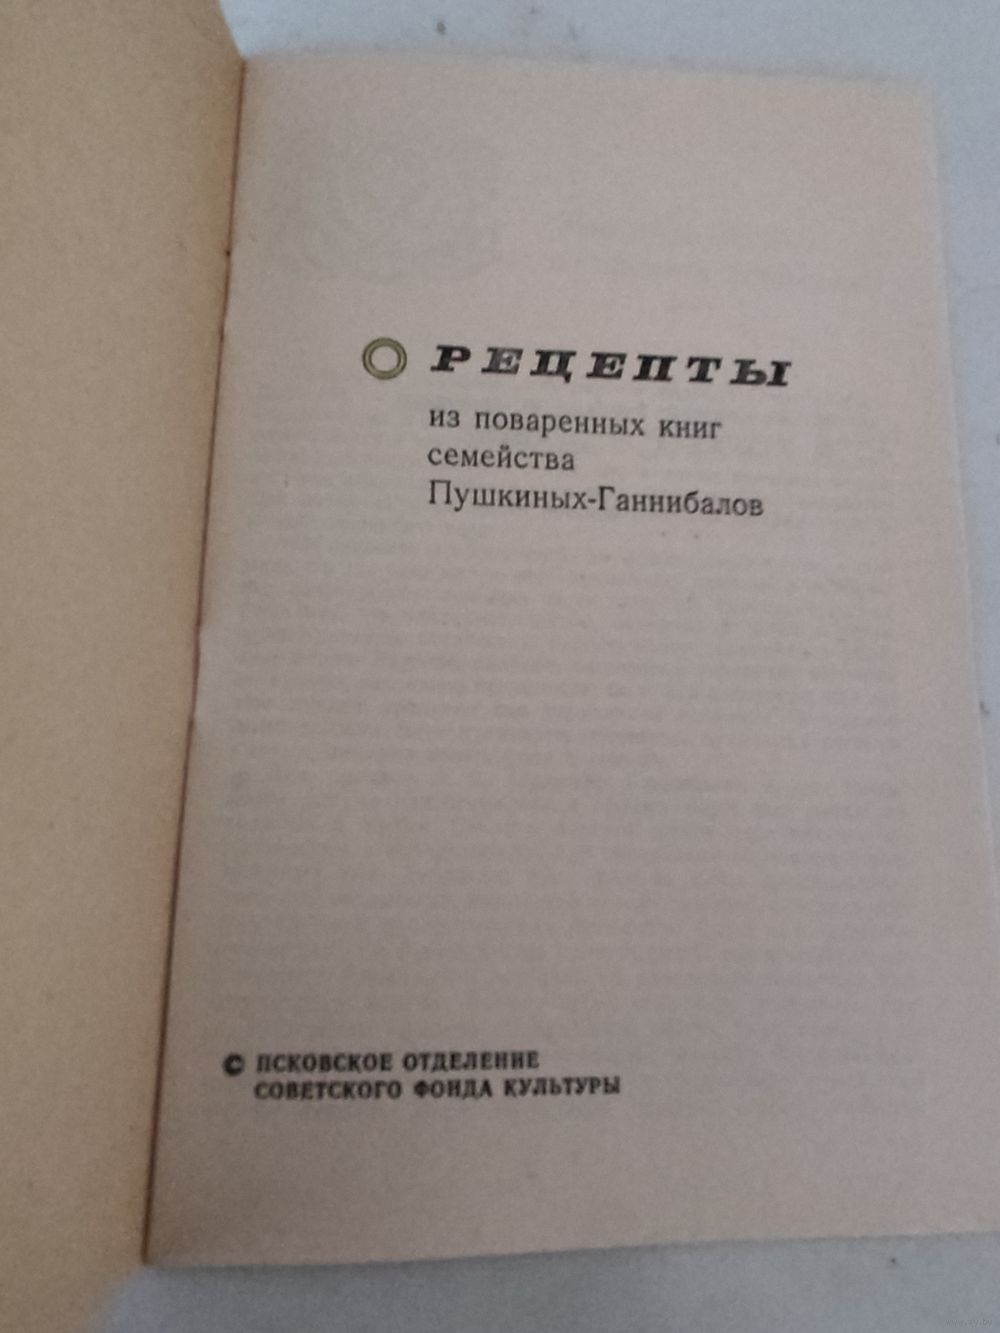 РЕЦЕПТЫ
из поваренных книг
семейства
Пушкиных-Ганнибалов
© ПСКОВСКОЕ ОТДЕЛЕНИЕ
СОВЕТСКОГО ФОНДА КУЛЬТУРЫ